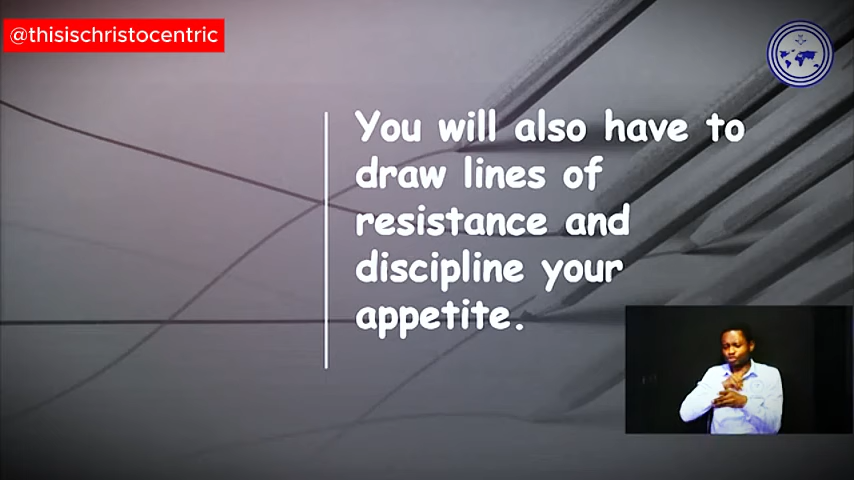 @thisischristocentric
You will also have to
draw lines of
resistance and
discipline your
appetite.